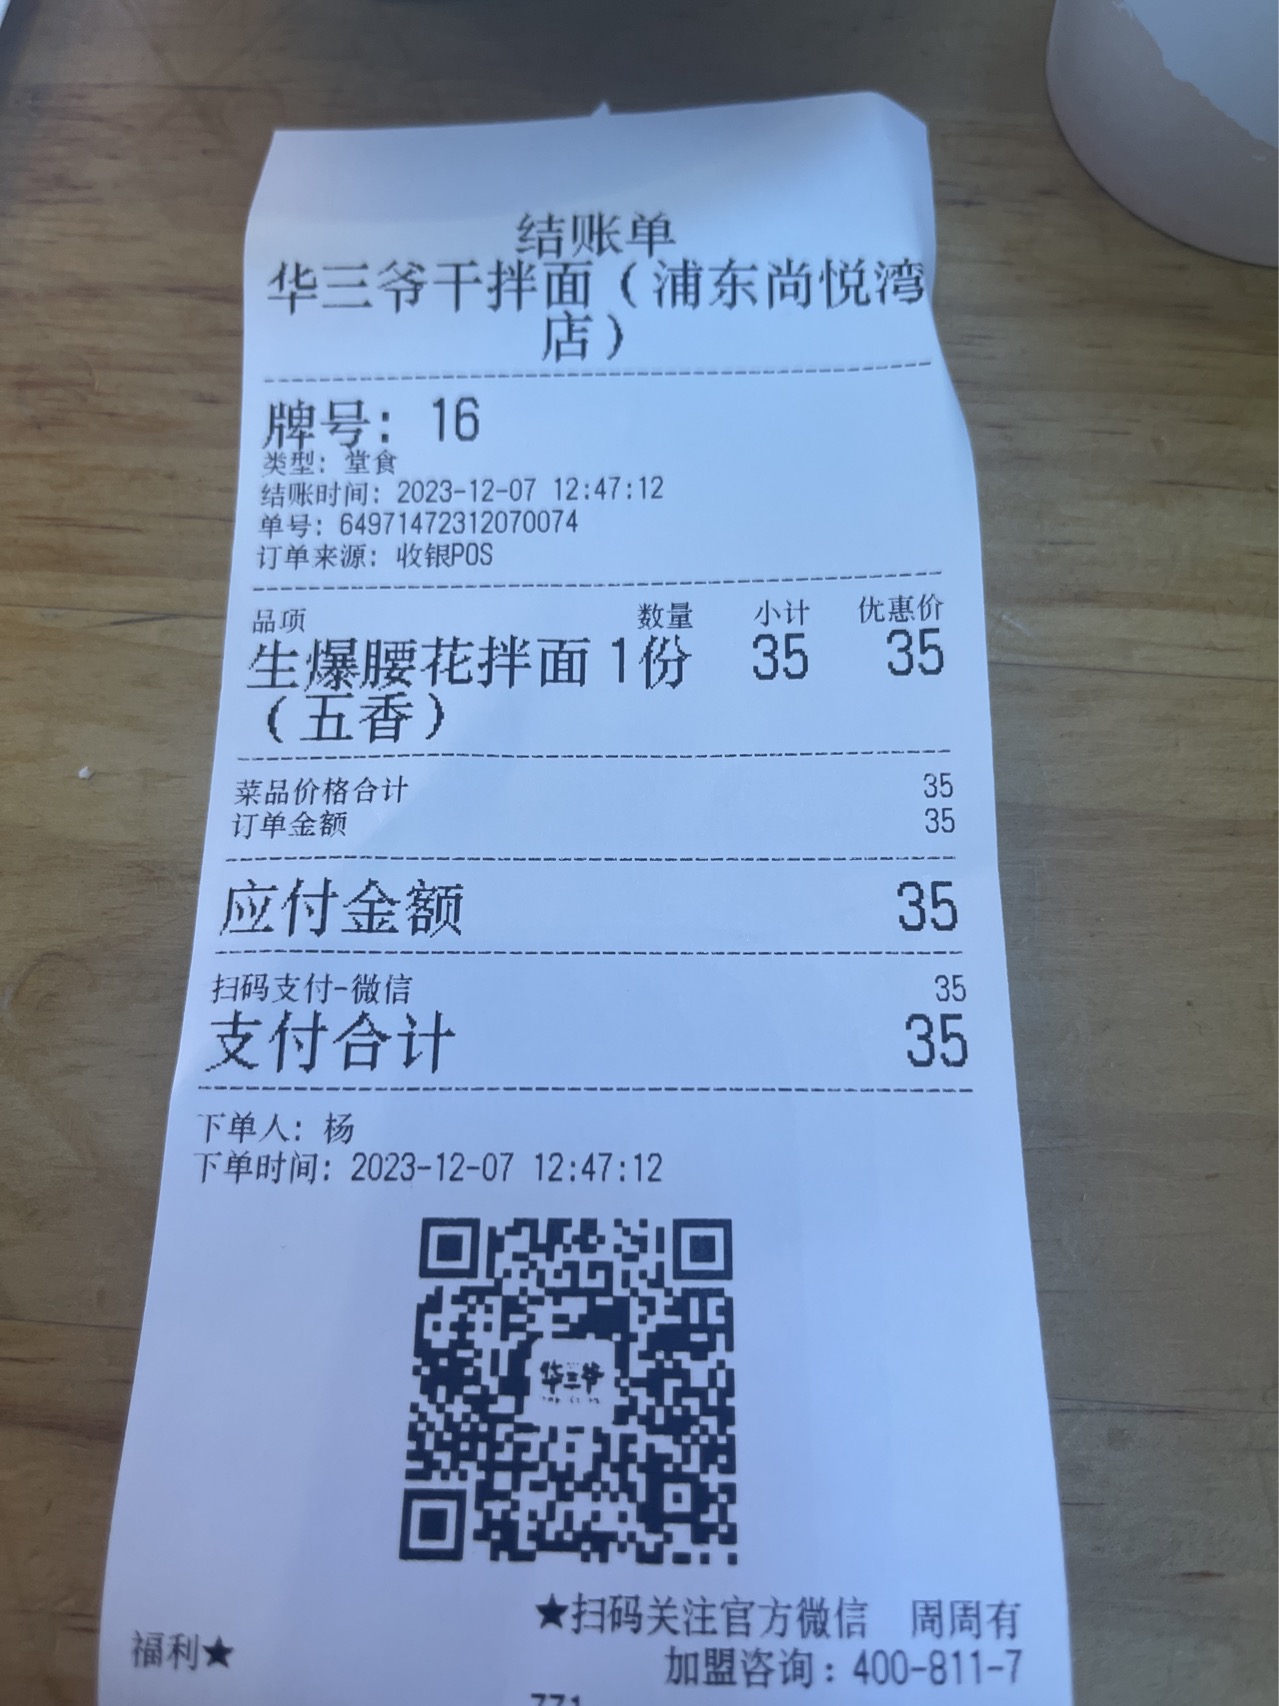 结账单
华三爷干拌面（浦东尚悦湾
店）
牌号：16
类型：堂食
结账时间：2023-12-07 12:47:12
单号：64971472312070074
订单来源：收银POS
品项 数量 小计 优惠价
生爆腰花拌面 1份 35 35
（五香）
菜品价格合计 35
订单金额 35
应付金额 35
扫码支付-微信 35
支付合计 35
下单人：杨
下单时间：2023-12-07 12:47:12
华三爷
★扫码关注官方微信 周周有
福利★
加盟咨询：400-811-7
771